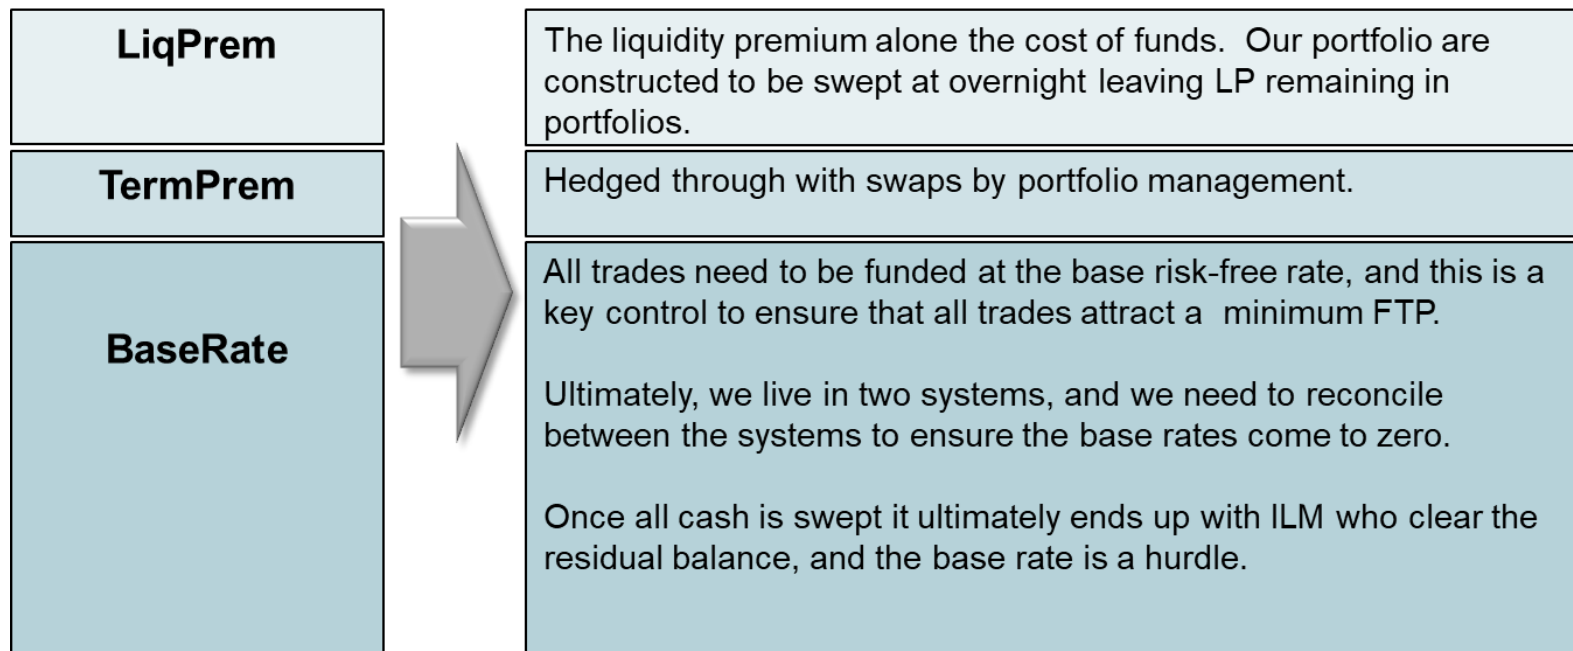 LiqPrem
The liquidity premium alone the cost of funds.  Our portfolio are
constructed to be swept at overnight leaving LP remaining in
portfolios.
TermPrem
Hedged through with swaps by portfolio management.
BaseRate
All trades need to be funded at the base risk-free rate, and this is a
key control to ensure that all trades attract a  minimum FTP.
Ultimately, we live in two systems, and we need to reconcile
between the systems to ensure the base rates come to zero.
Once all cash is swept it ultimately ends up with ILM who clear the
residual balance, and the base rate is a hurdle.